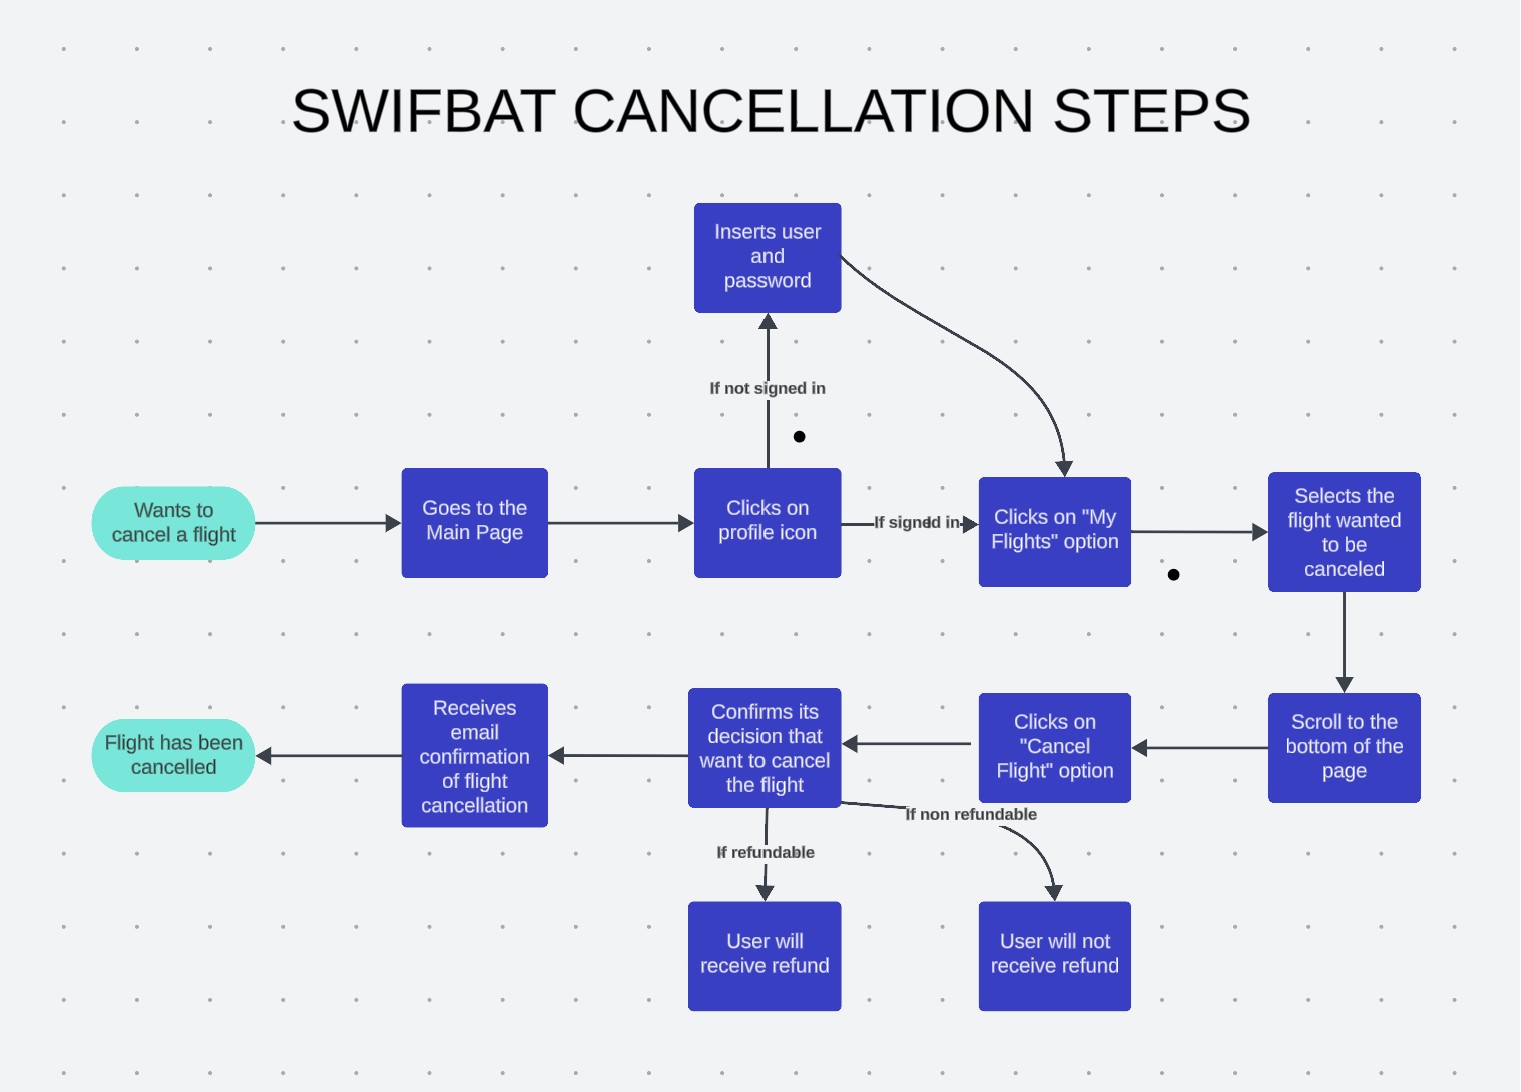 SWIFBAT CANCELLATION STEPS
Inserts user
and
password
If not signed in
Wants to
cancel a flight
Goes to the
Main Page
Clicks on
profile icon
If signed in
Clicks on "My
Flights" option
Selects the
flight wanted
to be
canceled
Flight has been
cancelled
Receives
email
confirmation
of flight
cancellation
Confirms its
decision that
want to cancel
the flight
Clicks on
"Cancel
Flight" option
Scroll to the
bottom of the
page
If non refundable
If refundable
User will
receive refund
User will not
receive refund